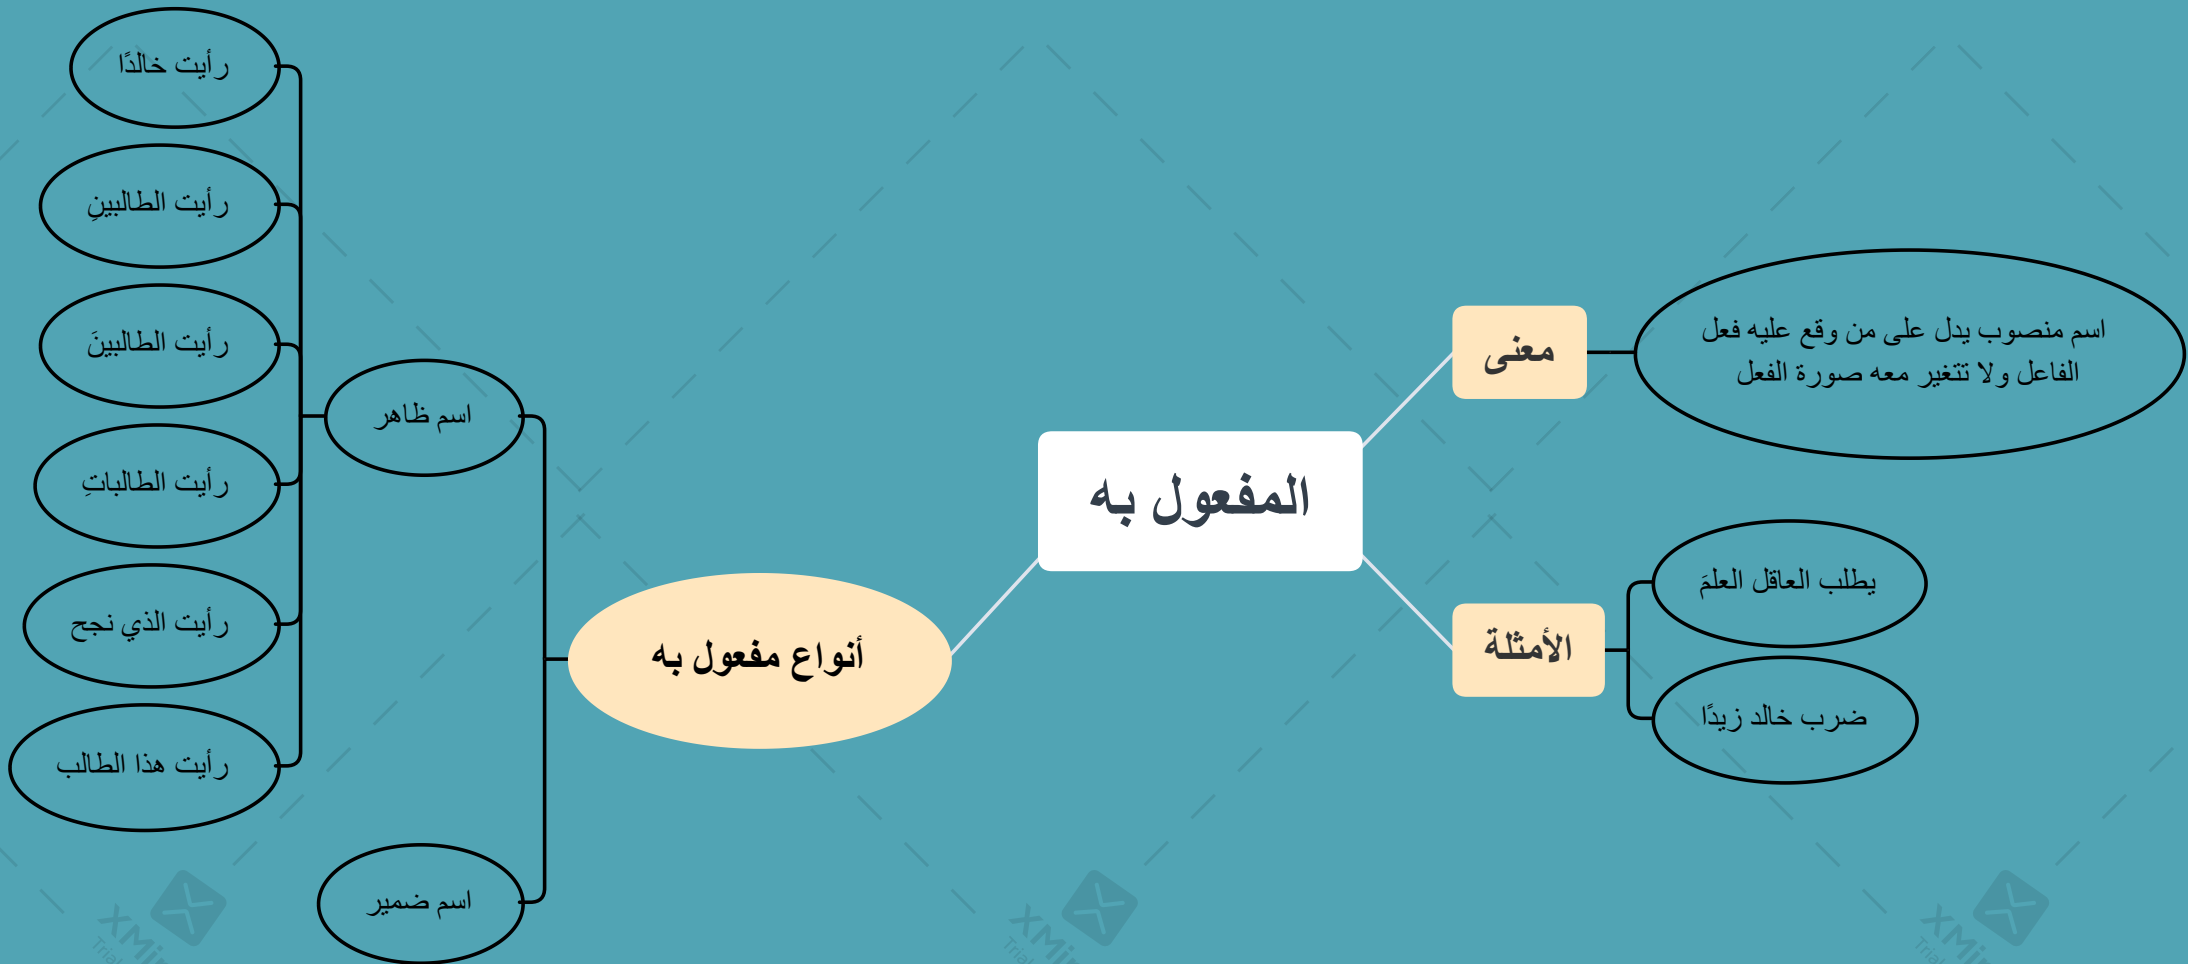 المفعول به
معنى
اسم منصوب يدل على من وقع عليه فعل
الفاعل ولا تتغير معه صورة الفعل
الأمثلة
يطلب العاقل العلمَ
ضرب خالد زيدًا
أنواع مفعول به
اسم ظاهر
رأيت خالدًا
رأيت الطالبينِ
رأيت الطالبينَ
رأيت الطالباتِ
رأيت الذي نجح
رأيت هذا الطالب
اسم ضمير